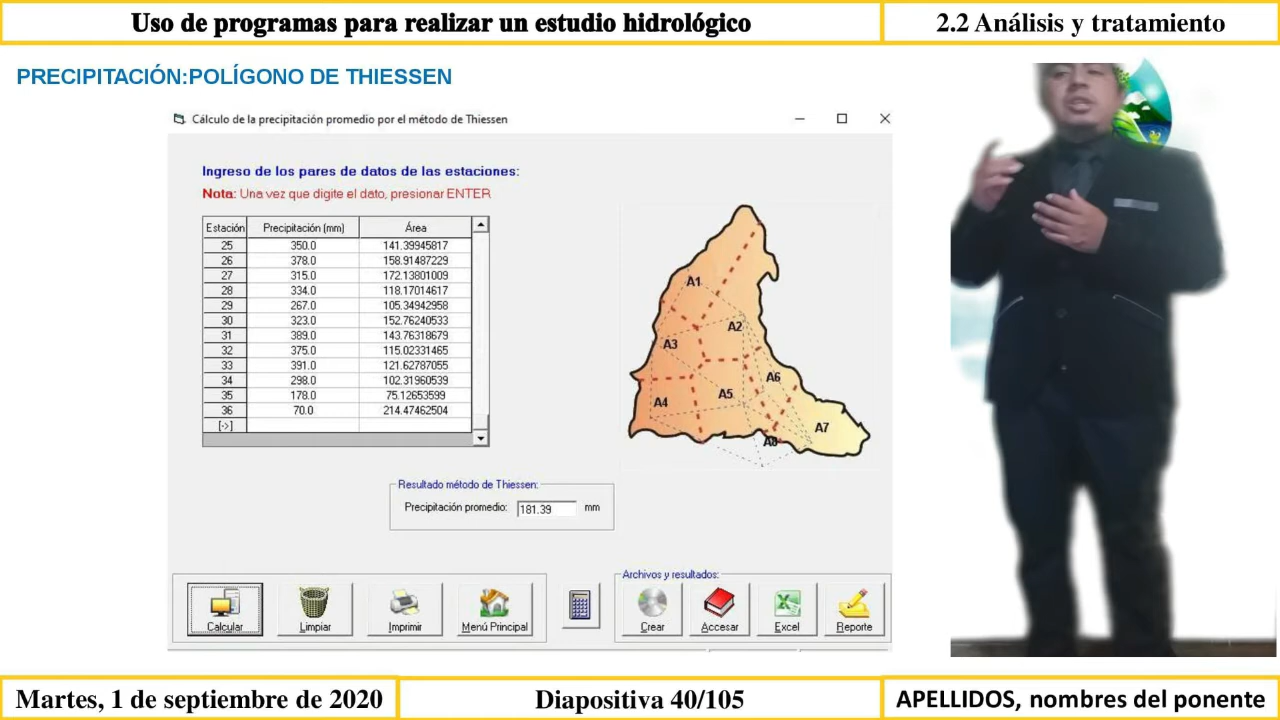 Uso de programas para realizar un estudio hidrológico
2.2 Análisis y tratamiento
PRECIPITACIÓN:POLÍGONO DE THIESSEN
Cálculo de la precipitación promedio por el método de Thiessen
Ingreso de los pares de datos de las estaciones:
Nota: Una vez que digite el dato, presionar ENTER
Estación Precipitación (mm) Área
25 350.0 141.39945817
26 378.0 158.91487229
27 315.0 172.13801009
28 334.0 118.17014617
29 267.0 105.34942958
30 323.0 152.76240533
31 389.0 143.76318679
32 375.0 115.02331465
33 391.0 121.62787055
34 298.0 102.31960539
35 178.0 75.12653599
36 70.0 214.47462504
[->]
A1
A2
A3
A6
A5
A4
A7
A8
Resultado método de Thiessen:
Precipitación promedio: 181.39 mm
Archivos y resultados:
Calcular Limpiar Imprimir Menú Principal Crear Accesar Excel Reporte
Martes, 1 de septiembre de 2020
Diapositiva 40/105
APELLIDOS, nombres del ponente